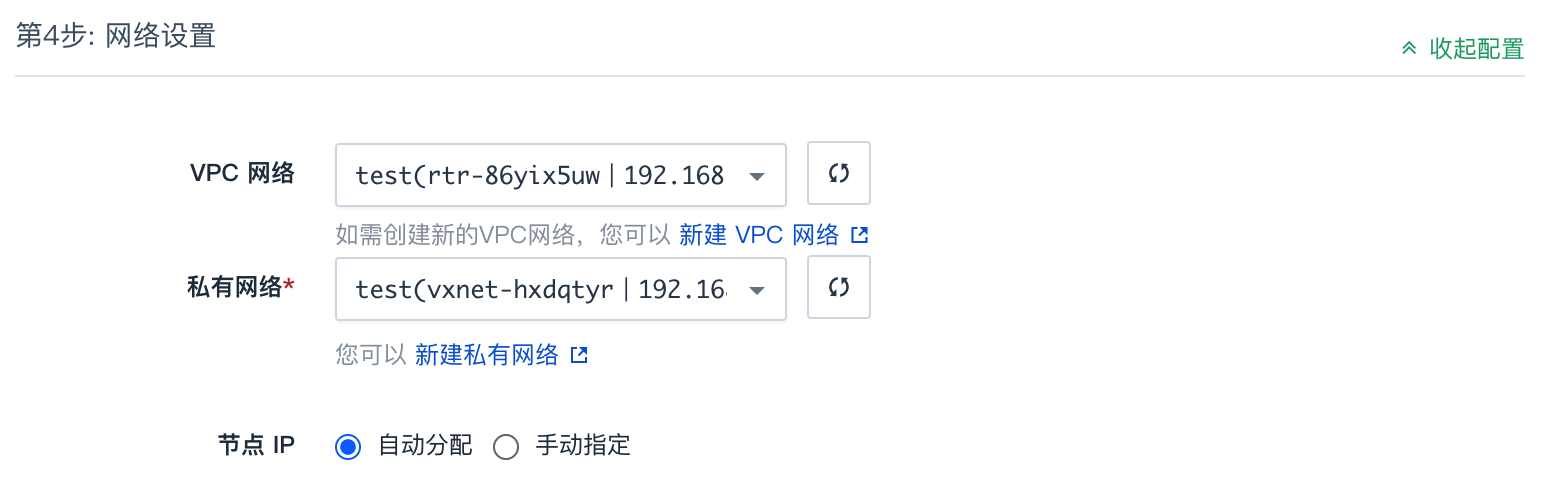 第4步: 网络设置
收起配置
VPC 网络 test(rtr-86yix5uw|192.168
如需创建新的VPC网络，您可以 新建 VPC 网络
私有网络* test(vxnet-hxdqtyr|192.16
您可以 新建私有网络
节点 IP 自动分配 手动指定